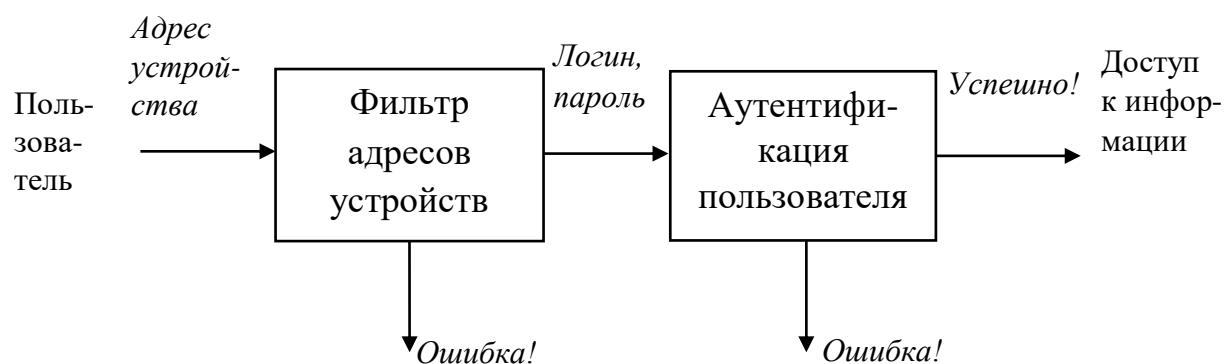 Поль-
зова-
тель
Адрес
устрой-
ства
Фильтр
адресов
устройств
Логин,
пароль
Аутентифи-
кация
пользователя
Успешно!
Доступ
к инфор-
мации
Ошибка!
Ошибка!